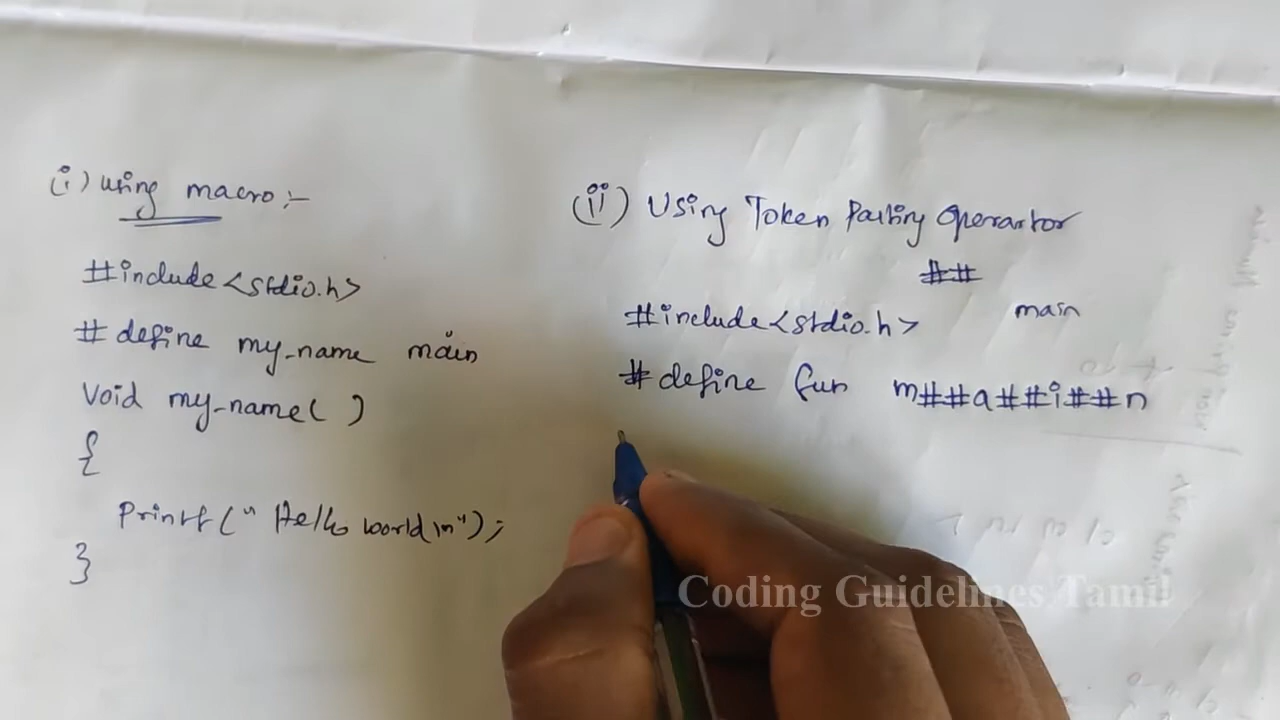 (i) Using macro :-
#include<stdio.h>
# define my_name main
Void my_name( )
{
Printf (" Hello world \n");
}
(ii) Using Token Pasting Operartor
##
main
#include<stdio.h>
# define fun m##a##i##n
Coding Guidelines Tamil